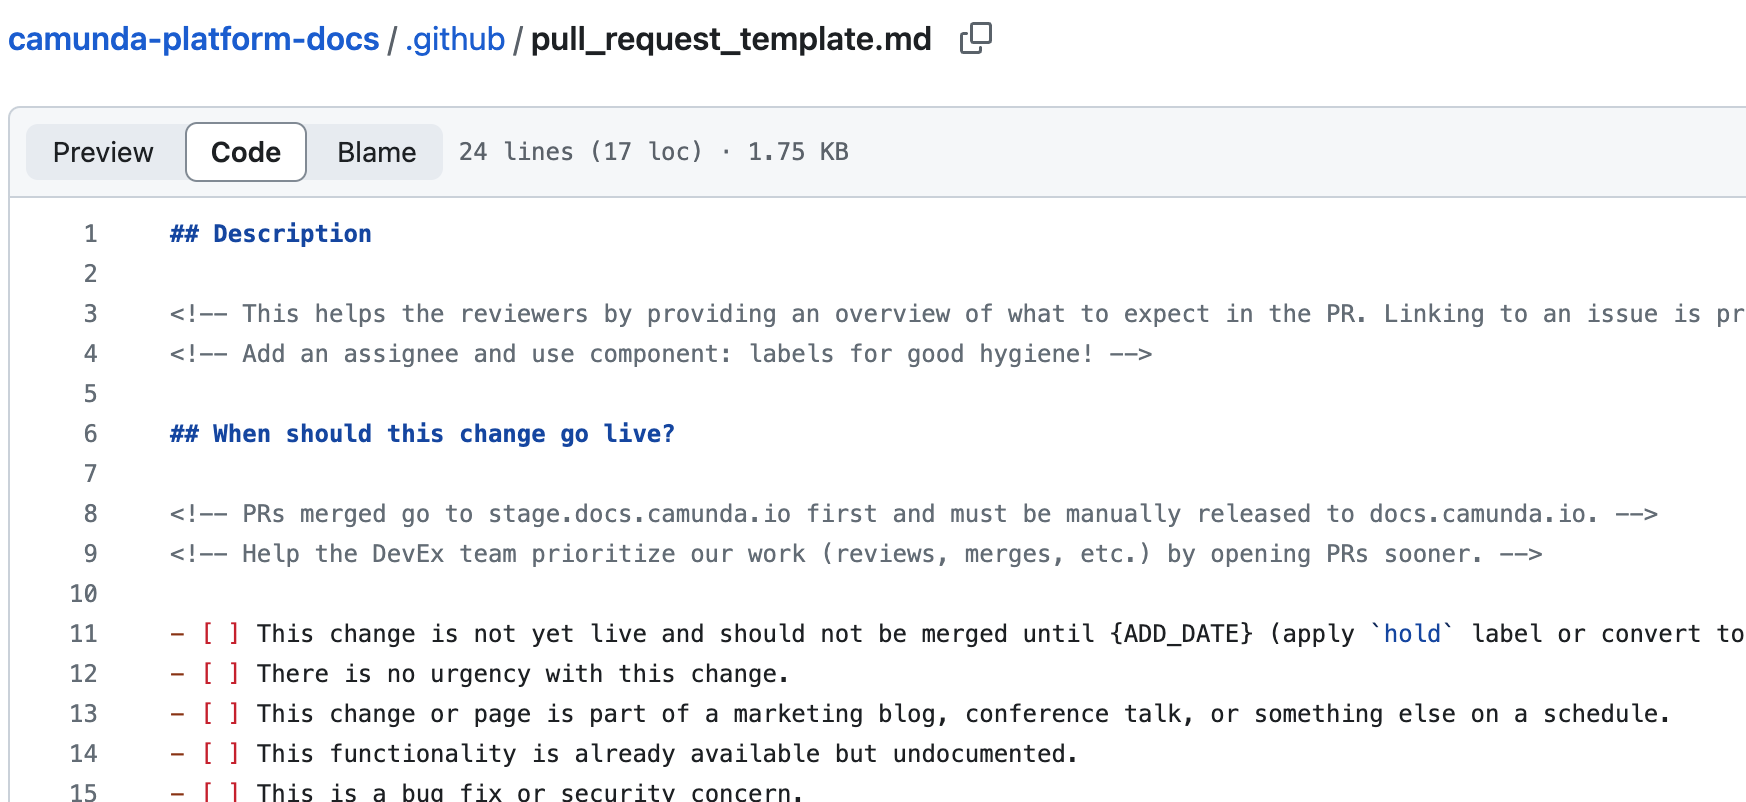 camunda-platform-docs / .github / pull_request_template.md
Preview Code Blame 24 lines (17 loc) · 1.75 KB
1 ## Description
2
3 <!-- This helps the reviewers by providing an overview of what to expect in the PR. Linking to an issue is pr
4 <!-- Add an assignee and use component: labels for good hygiene! -->
5
6 ## When should this change go live?
7
8 <!-- PRs merged go to stage.docs.camunda.io first and must be manually released to docs.camunda.io. -->
9 <!-- Help the DevEx team prioritize our work (reviews, merges, etc.) by opening PRs sooner. -->
10
11 - [ ] This change is not yet live and should not be merged until {ADD_DATE} (apply `hold` label or convert to
12 - [ ] There is no urgency with this change.
13 - [ ] This change or page is part of a marketing blog, conference talk, or something else on a schedule.
14 - [ ] This functionality is already available but undocumented.
15 - [ ] This is a bug fix or security concern.